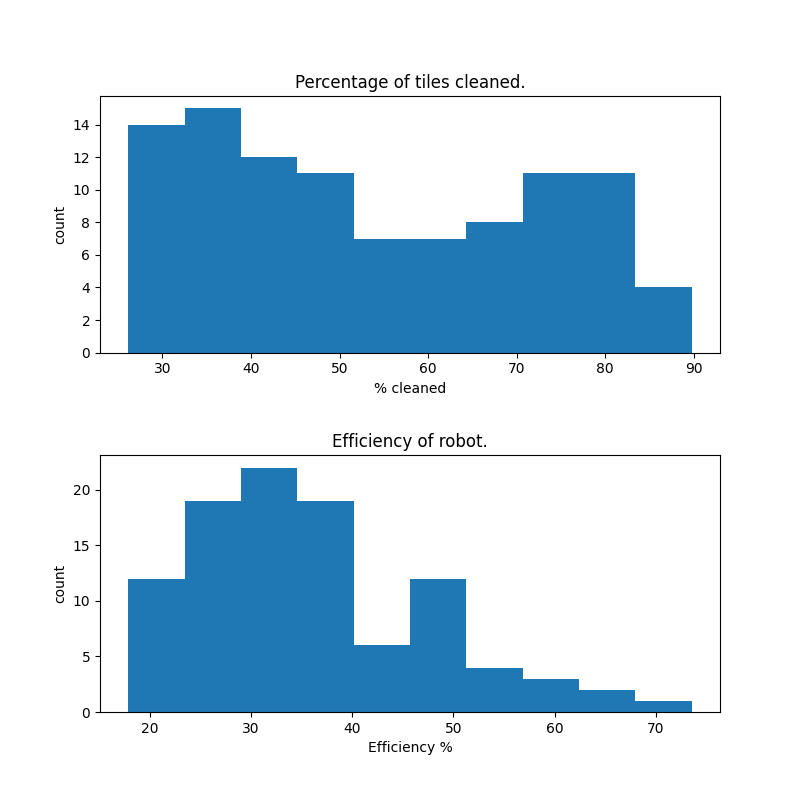 Percentage of tiles cleaned.
14
12
10
8
6
4
2
0
count
30 40 50 60 70 80 90
% cleaned
Efficiency of robot.
20
15
10
5
0
count
20 30 40 50 60 70
Efficiency %